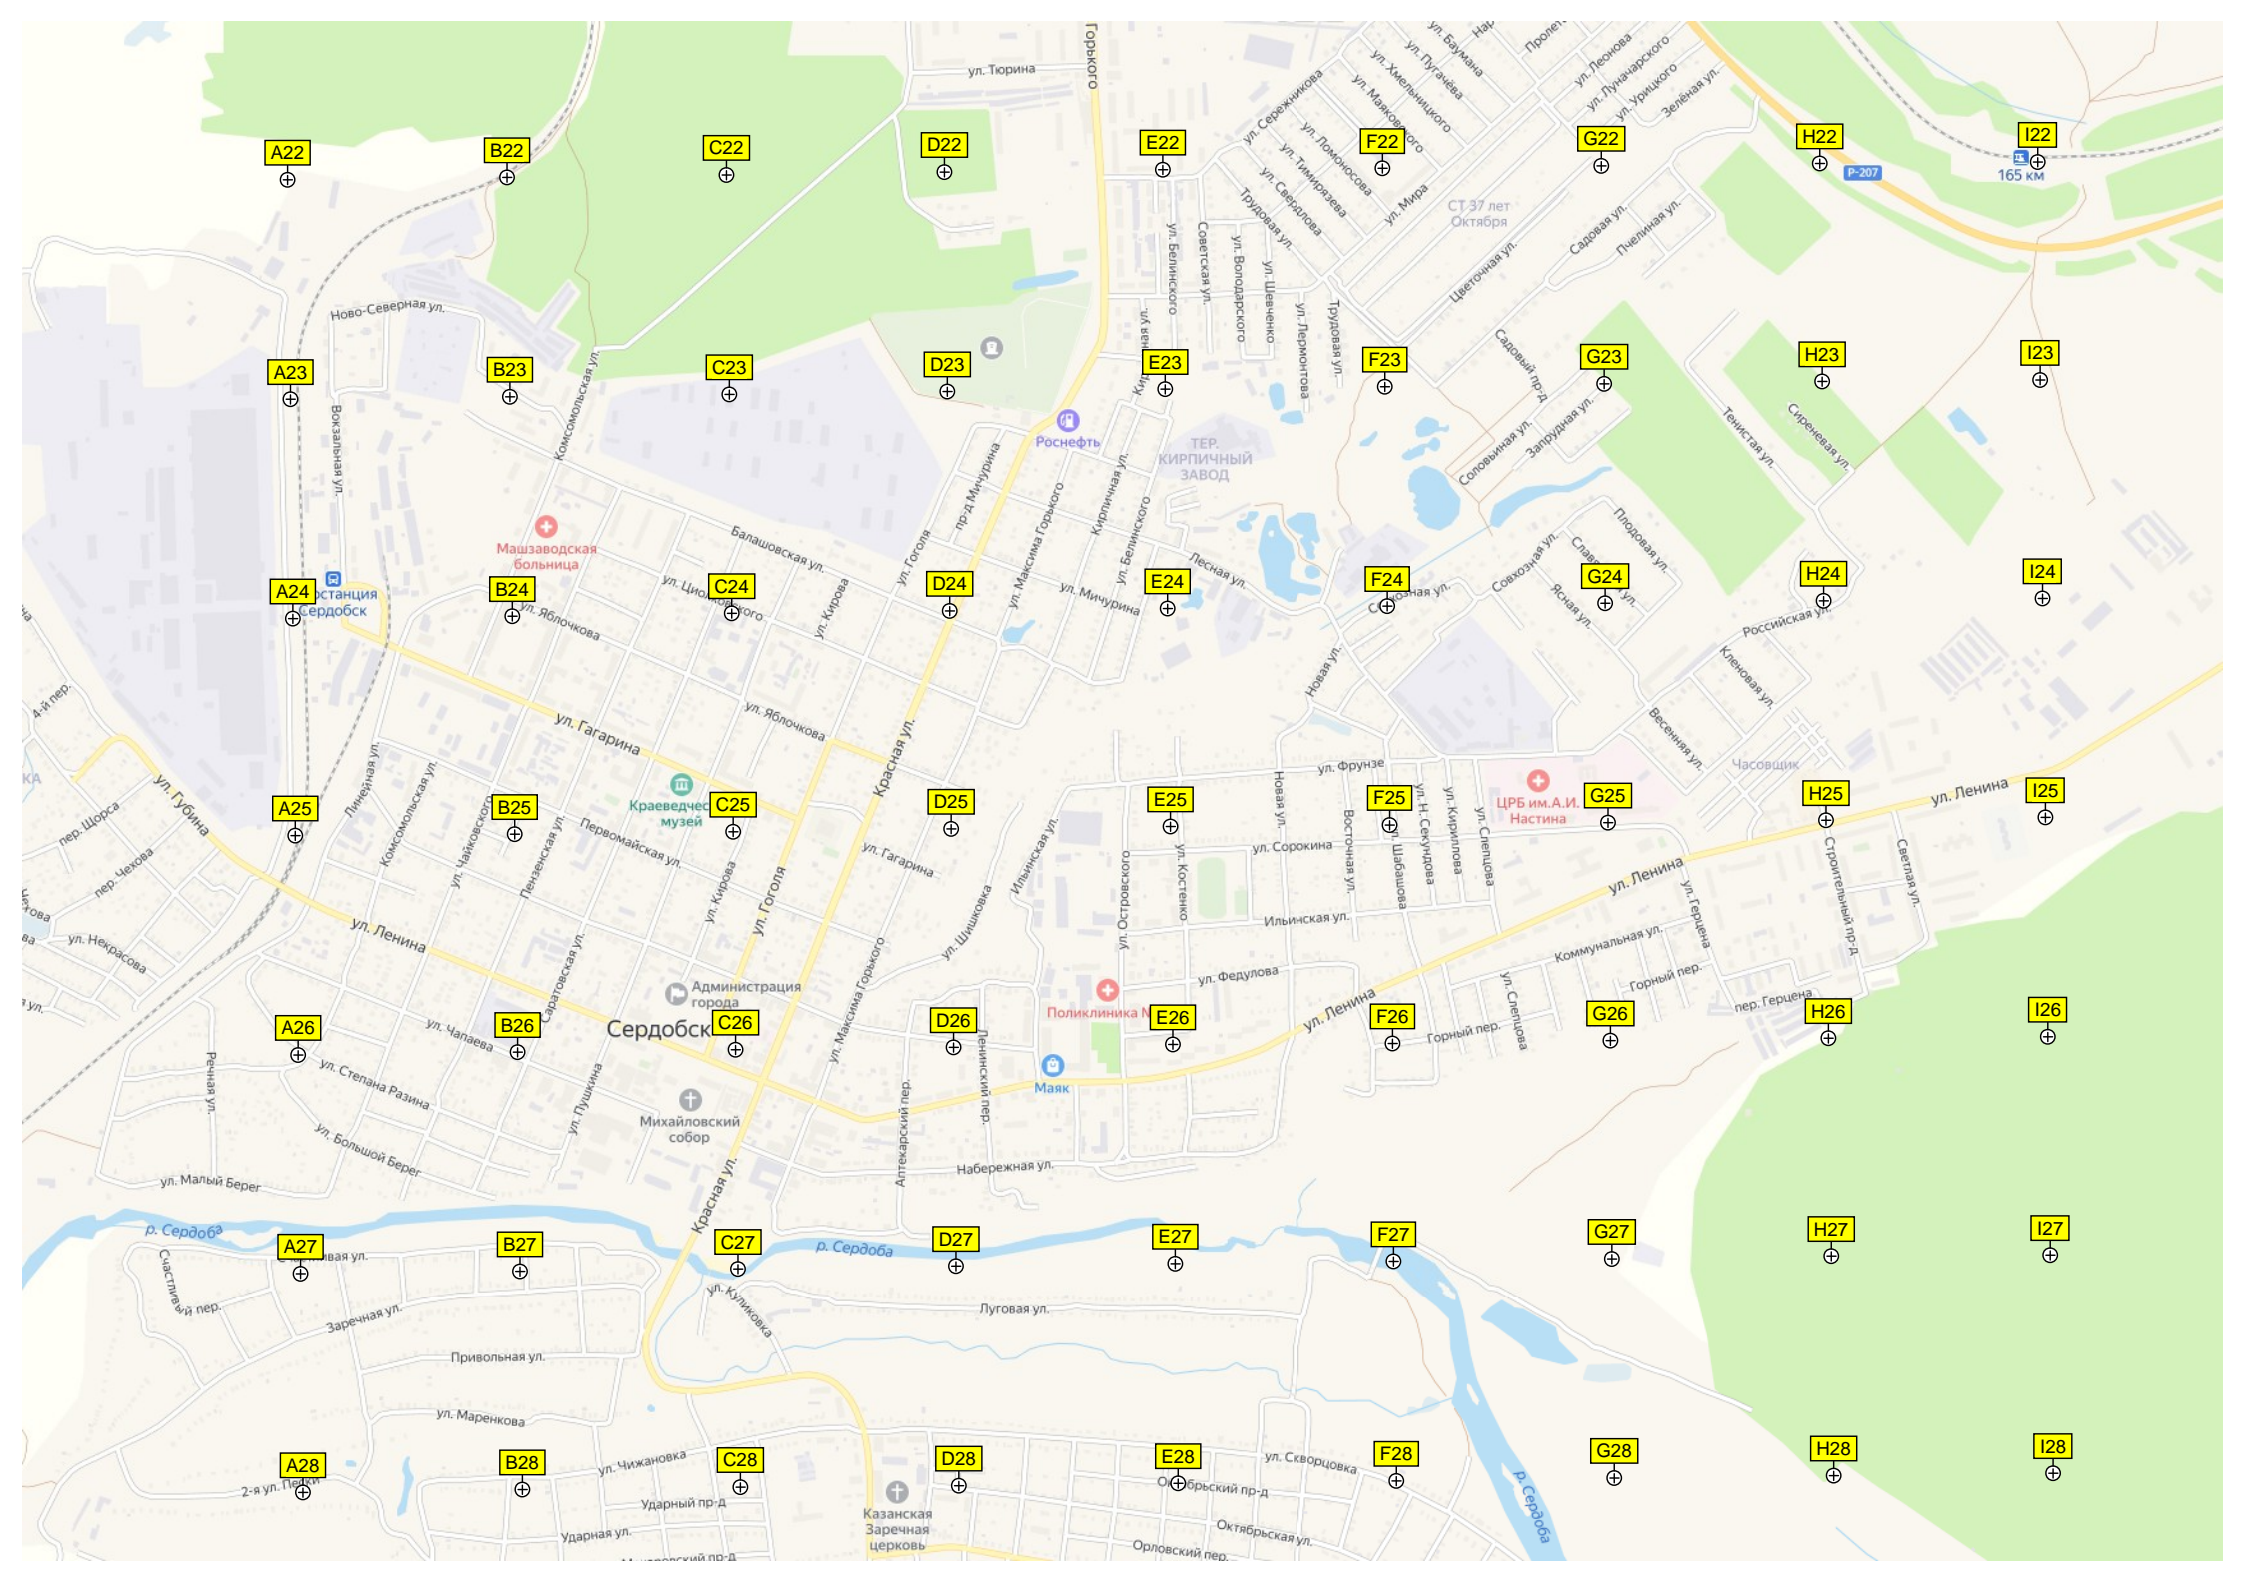 Горького
ул. Тюрина
ул. Сережникова
ул. Баумана
ул. Пугачёва
ул. Хмельницкого
ул. Маяковского
ул. Ломоносова
ул. Тимирязева
ул. Свердлова
Трудовая ул.
ул. Мира
ул. Леонова
ул. Луначарского
ул. Урицкого
Зелёная ул.
A22
B22
C22
D22
E22
F22
G22
H22
I22
Р-207
165 км
СТ 37 лет
Октября
Садовая ул.
Пчелиная ул.
Цветочная ул.
ул. Белинского
Советская ул.
ул. Володарского
ул. Шевченко
ул. Лермонтова
Трудовая ул.
Ново-Северная ул.
Садовый пр-д
A23
B23
C23
D23
E23
F23
G23
H23
I23
Вокзальная ул.
Комсомольская ул.
Роснефть
ТЕР.
КИРПИЧНЫЙ
ЗАВОД
Соловьиная ул.
Запрудная ул.
Тенистая ул.
Сиреневая ул.
пр-д Мичурина
ул. Максима Горького
Кирпичная ул.
ул. Белинского
Машзаводская
больница
Балашовская ул.
ул. Гоголя
Лесная ул.
Совхозная ул.
Плодовая ул.
Ясная ул.
A24
B24
C24
D24
E24
F24
G24
H24
I24
Сердобск
ул. Яблочкова
ул. Кирова
ул. Мичурина
Российская ул.
Кленовая ул.
4-й пер.
Новая ул.
ул. Гагарина
ул. Яблочкова
Красная ул.
Весенняя ул.
Часовщик
ул. Губина
Линейная ул.
Комсомольская ул.
ул. Чайковского
Пензенская ул.
Первомайская ул.
музей
ул. Фрунзе
Новая ул.
Восточная ул.
ул. Шабашова
ул. Н. Секундова
ул. Кириллова
ул. Слепцова
ЦРБ им.А.И.
Настина
ул. Ленина
A25
B25
C25
D25
E25
F25
G25
H25
I25
пер. Щорса
пер. Чехова
ул. Гагарина
ул. Кирова
ул. Гоголя
Ильинская ул.
ул. Шишковка
ул. Островского
ул. Костенко
ул. Сорокина
Ильинская ул.
ул. Ленина
ул. Герцена
Строительный пр-д
Светлая ул.
ул. Некрасова
ул. Ленина
Саратовская ул.
ул. Максима Горького
ул. Федулова
Коммунальная ул.
Горный пер.
ул. Слепцова
пер. Герцена
Администрация
города
Сердобск
Поликлиника
ул. Ленина
Горный пер.
A26
B26
C26
D26
E26
F26
G26
H26
I26
ул. Чапаева
Речная ул.
ул. Степана Разина
ул. Пушкина
Ленинский пер.
Аптекарский пер.
Маяк
Михайловский
собор
ул. Большой Берег
ул. Малый Берег
Красная ул.
Набережная ул.
р. Сердоба
р. Сердоба
A27
B27
C27
D27
E27
F27
G27
H27
I27
Заречная ул.
ул. Куликовка
Луговая ул.
Привольная ул.
ул. Маренкова
A28
B28
C28
D28
E28
F28
G28
H28
I28
ул. Чижановка
Ударный пр-д
Ударная ул.
Казанская
Заречная
церковь
ул. Скворцовка
Октябрьская ул.
Орловский пер.
р. Сердоба